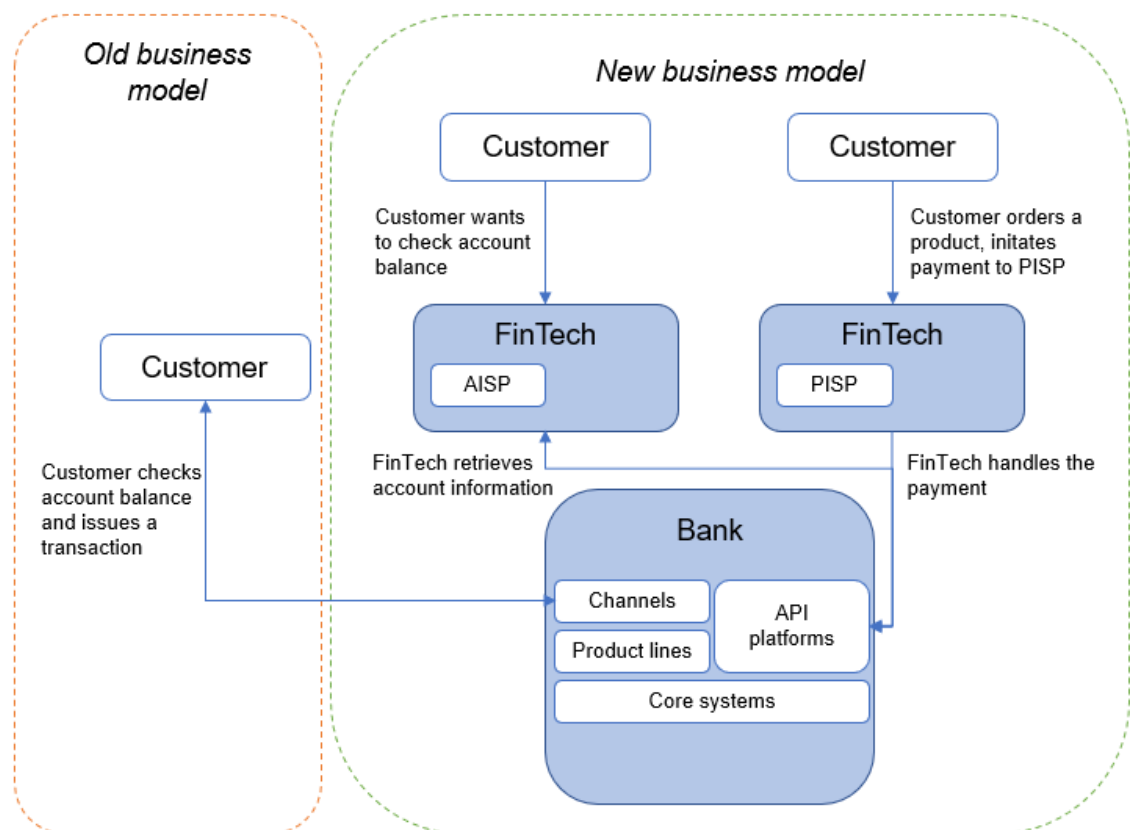 Old business
model
New business model
Customer
Customer
Customer wants
to check account
balance
Customer orders a
product, initates
payment to PISP
FinTech
AISP
FinTech
PISP
Customer
Customer checks
account balance
and issues a
transaction
FinTech retrieves
account information
FinTech handles the
payment
Bank
Channels
Product lines
API
platforms
Core systems